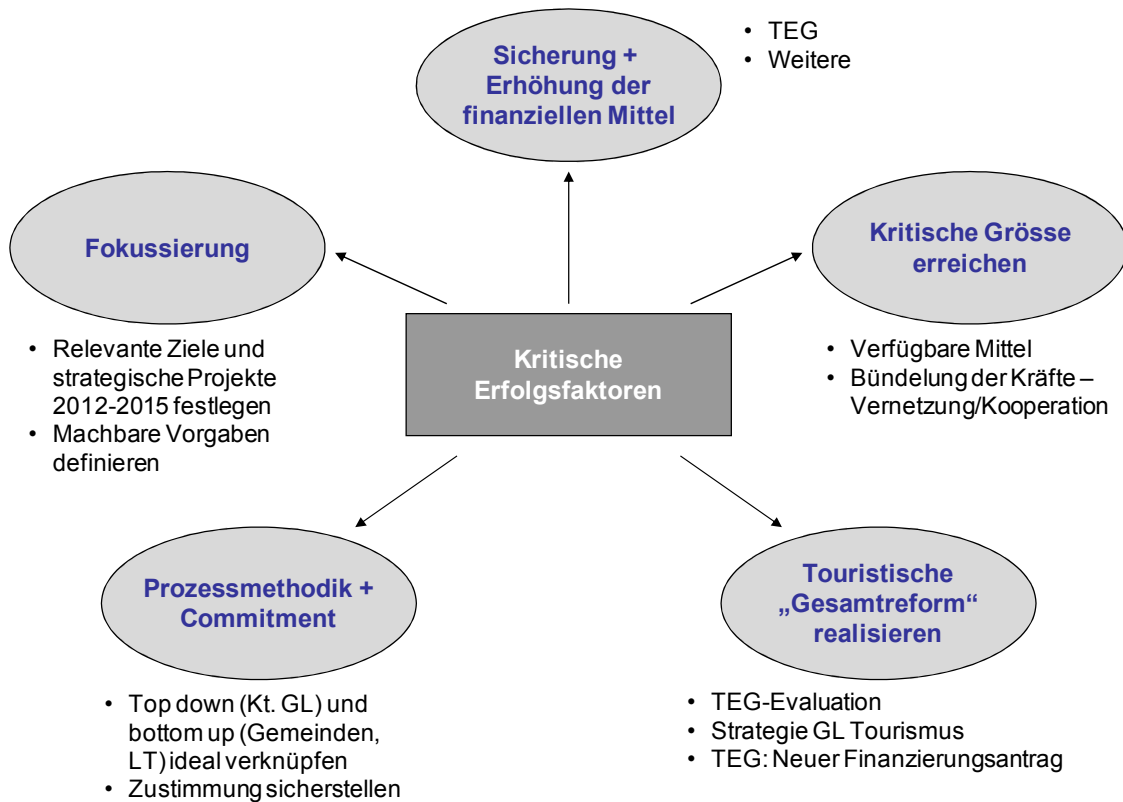 Sicherung +
Erhöhung der
finanziellen Mittel
• TEG
• Weitere
Fokussierung
• Relevante Ziele und
strategische Projekte
2012-2015 festlegen
• Machbare Vorgaben
definieren
Kritische Grösse
erreichen
• Verfügbare Mittel
• Bündelung der Kräfte –
Vernetzung/Kooperation
Kritische
Erfolgsfaktoren
Prozessmethodik +
Commitment
• Top down (Kt. GL) und
bottom up (Gemeinden,
LT) ideal verknüpfen
• Zustimmung sicherstellen
Touristische
„Gesamtreform“
realisieren
• TEG-Evaluation
• Strategie GL Tourismus
• TEG: Neuer Finanzierungsantrag